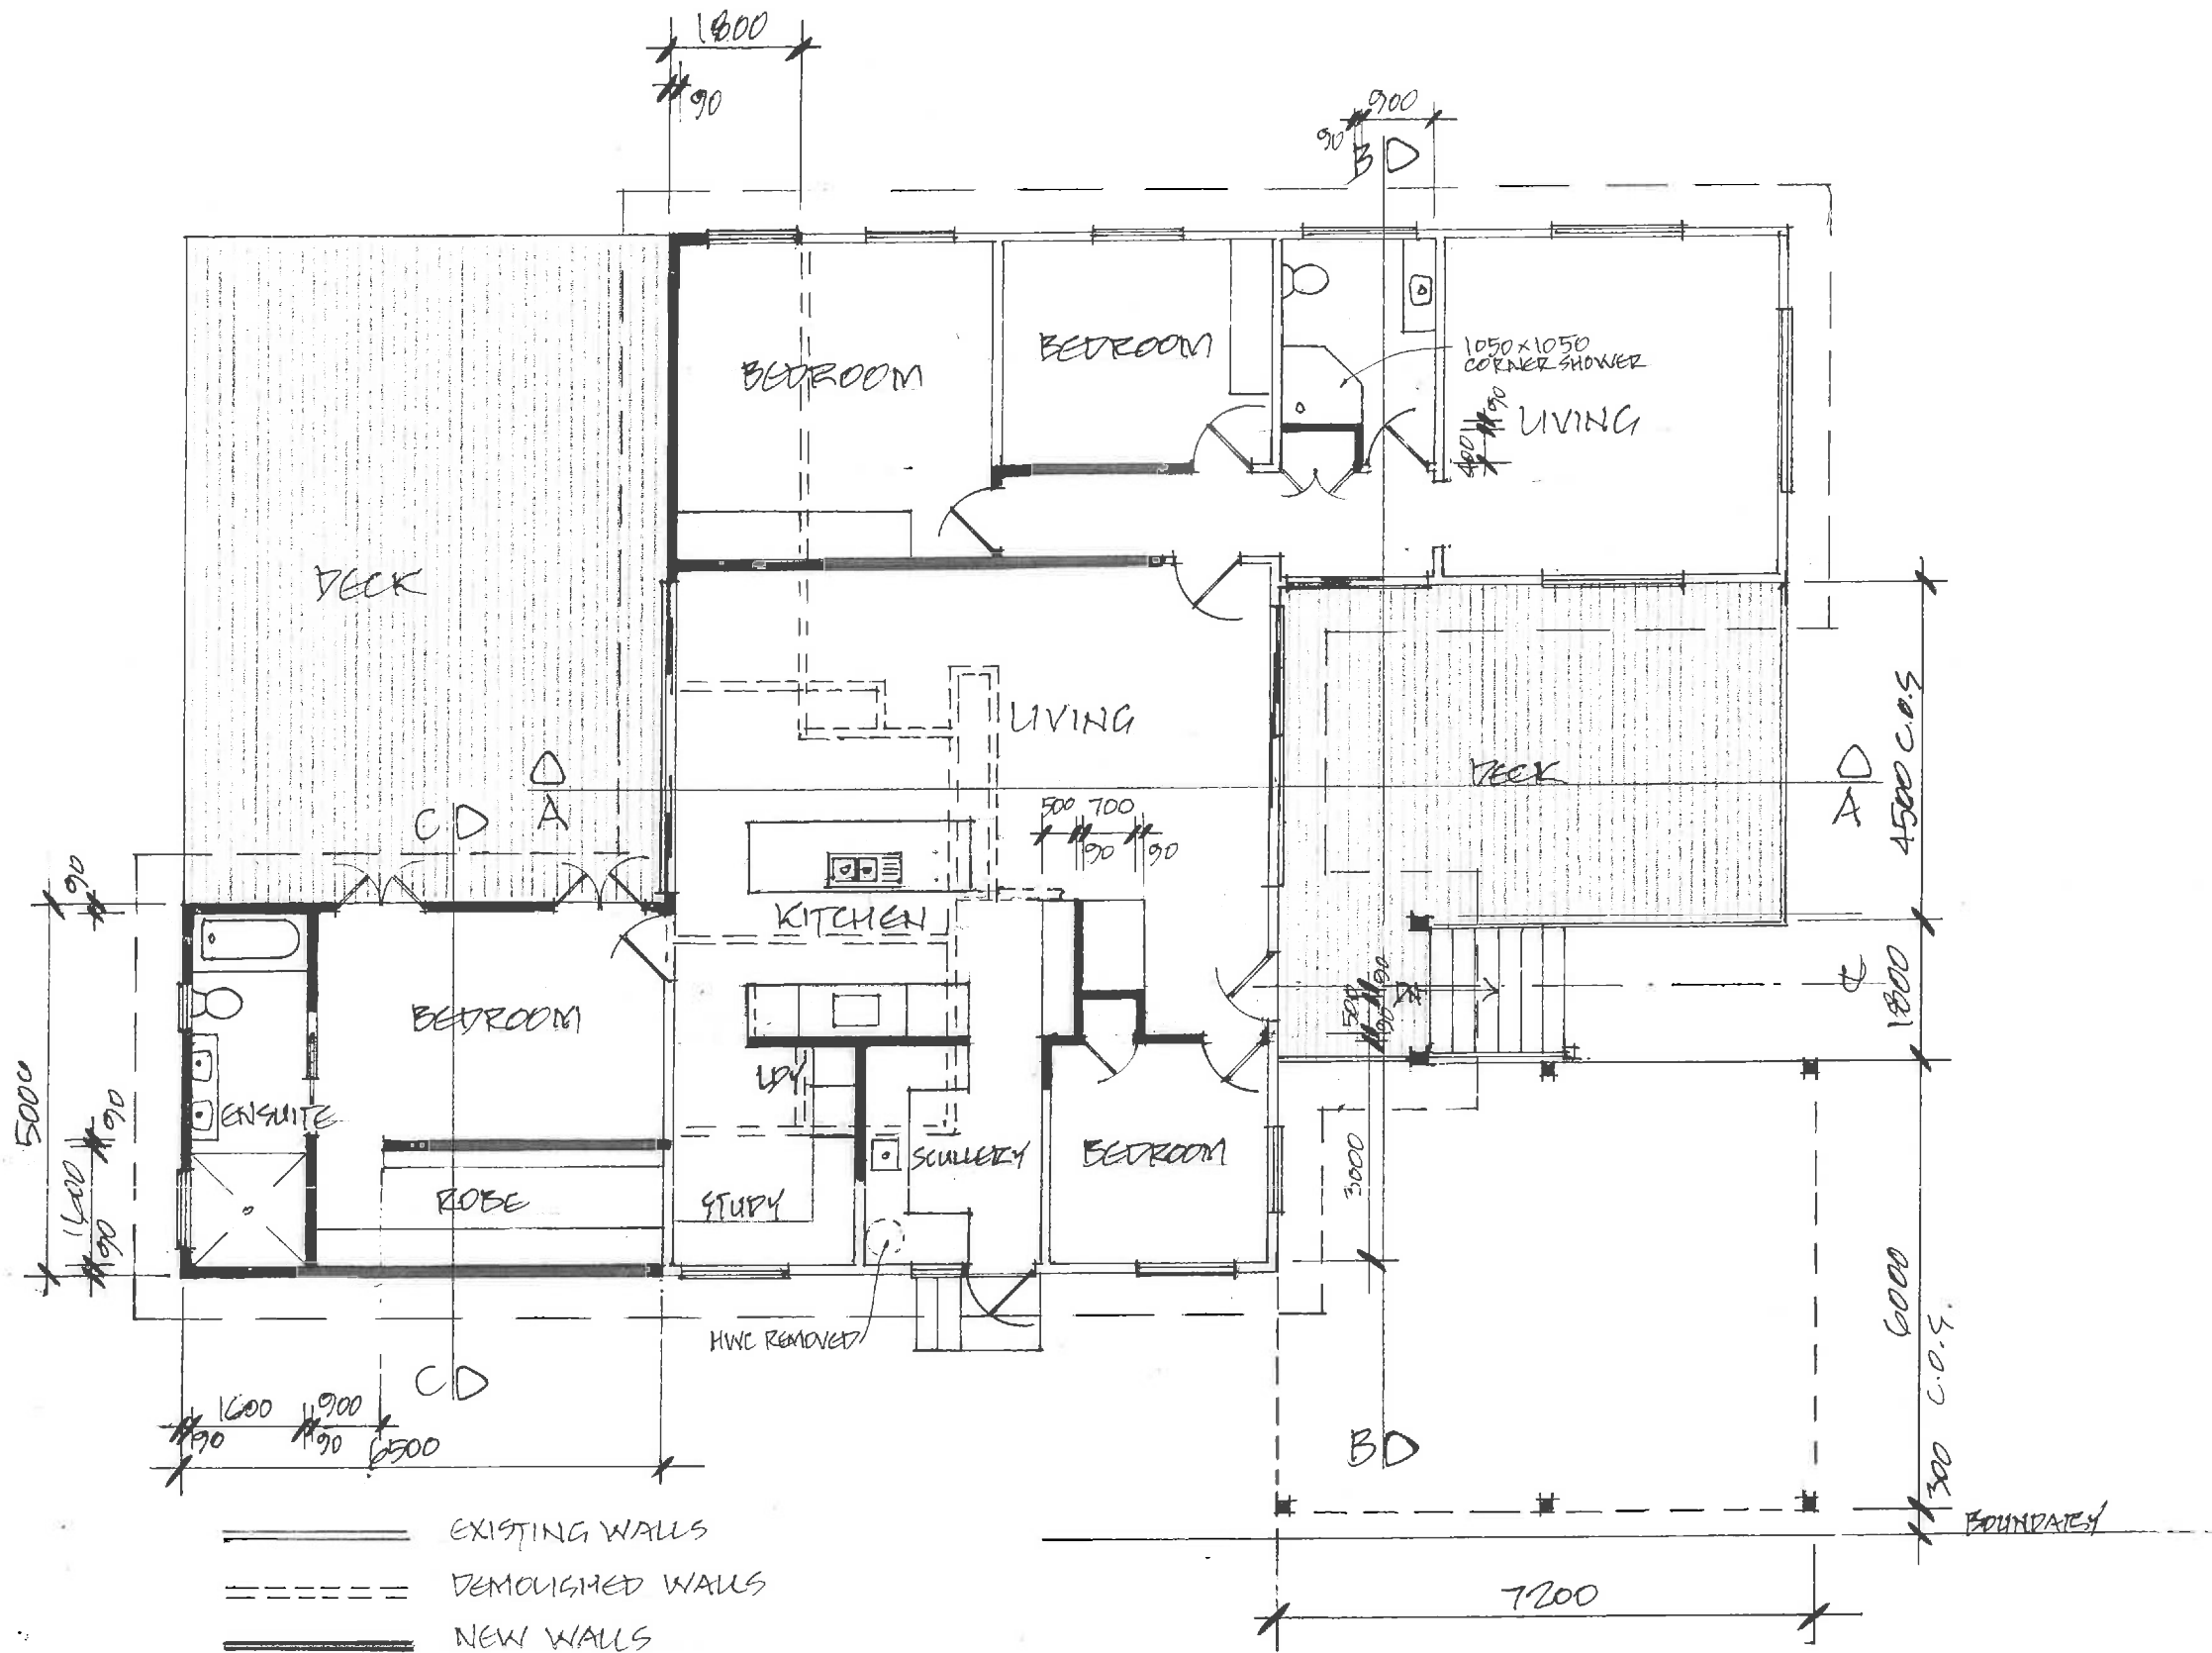 1800
90
900
90
B
BEDROOM
BEDROOM
1050 x 1050
CORNER SHOWER
90
400
LIVING
DECK
LIVING
DECK
A
A
C
4500 C.O.S
500 700
90 90
90
KITCHEN
BEDROOM
500
90
90
1800
5000
LDY
ENSUITE
90
SCULLERY
BEDROOM
3000
1600
90
ROBE
STUDY
6000
HWC REMOVED
C
1600 900
90 90
6500
B
300 C.O.S.
BOUNDARY
EXISTING WALLS
DEMOLISHED WALLS
NEW WALLS
7200